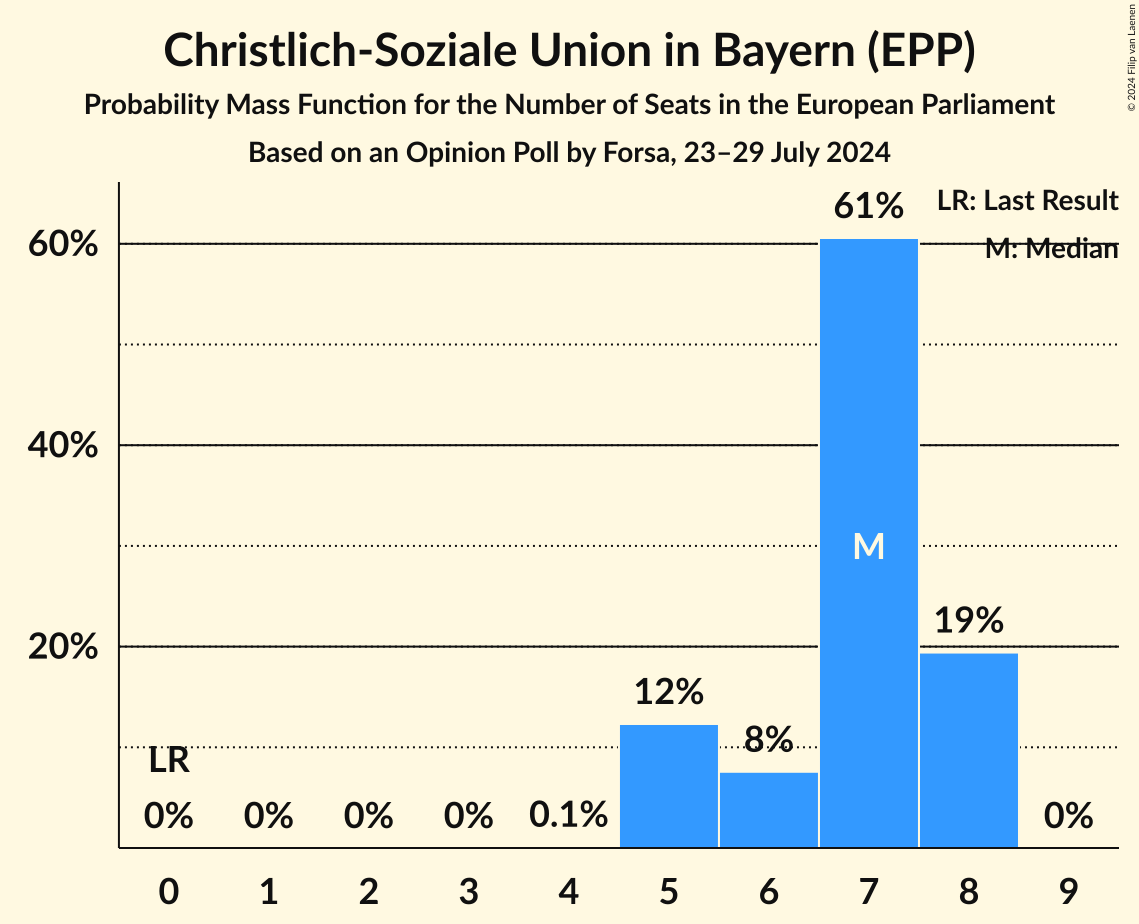 Christlich-Soziale Union in Bayern (EPP)
Probability Mass Function for the Number of Seats in the European Parliament
Based on an Opinion Poll by Forsa, 23–29 July 2024
© 2024 Filip van Laenen
LR: Last Result
M: Median
61%
60%
40%
M
19%
20%
12%
8%
LR
0% 0% 0% 0% 0.1% 0%
0 1 2 3 4 5 6 7 8 9